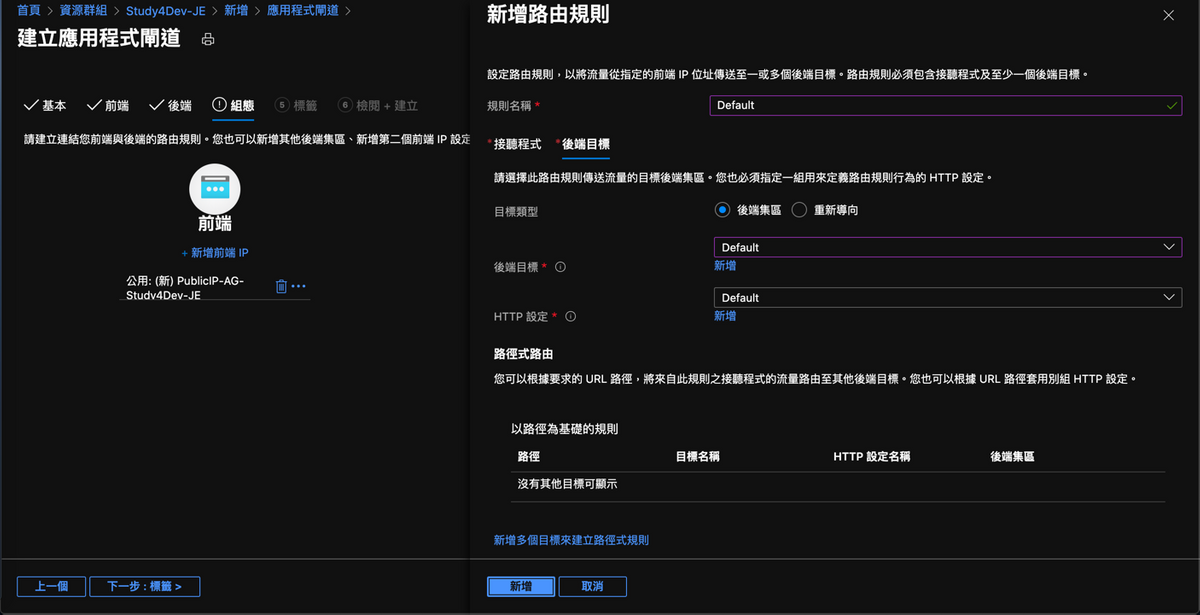 首頁 > 資源群組 > Study4Dev-JE > 新增 > 應用程式閘道 >
建立應用程式閘道
基本 前端 後端 組態 5 標籤 6 檢閱 + 建立
請建立連結您前端與後端的路由規則。您也可以新增其他後端集區、新增第二個前端 IP 設定
前端
+ 新增前端 IP
公用: (新) PublicIP-AG-
Study4Dev-JE
上一個 下一步 : 標籤 >
新增路由規則
設定路由規則，以將流量從指定的前端 IP 位址傳送至一或多個後端目標。路由規則必須包含接聽程式及至少一個後端目標。
規則名稱 * Default
* 接聽程式 * 後端目標
請選擇此路由規則傳送流量的目標後端集區。您也必須指定一組用來定義路由規則行為的 HTTP 設定。
目標類型 後端集區 重新導向
Default
後端目標 * 新增
Default
HTTP 設定 * 新增
路徑式路由
您可以根據要求的 URL 路徑，將來自此規則之接聽程式的流量路由至其他後端目標。您也可以根據 URL 路徑套用別組 HTTP 設定。
以路徑為基礎的規則
路徑 目標名稱 HTTP 設定名稱 後端集區
沒有其他目標可顯示
新增多個目標來建立路徑式規則
新增 取消